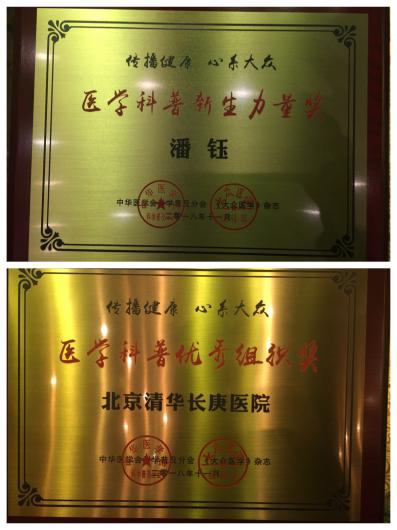 传播健康 心系大众
医学科普新生力量奖
潘钰
中华医学会科学普及分会 《大众医学》杂志
二零一八年十一月
传播健康 心系大众
医学科普优秀组织奖
北京清华长庚医院
中华医学会科学普及分会 《大众医学》杂志
二零一八年十一月